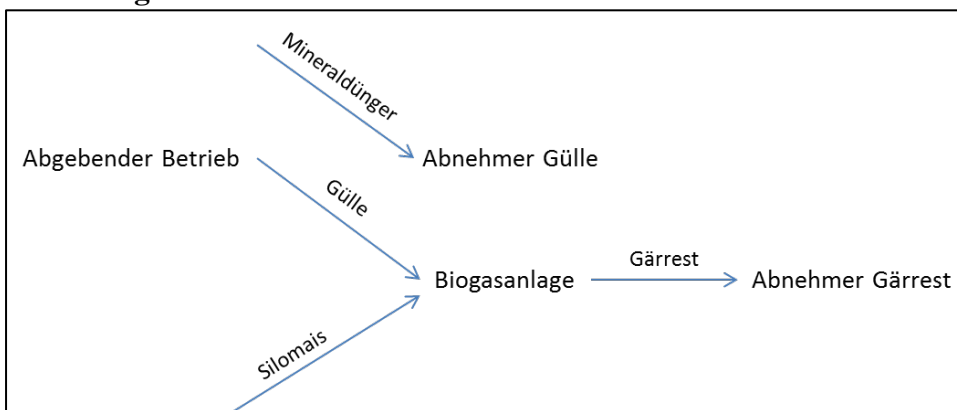 Mineraldünger
Abgebender Betrieb
Abnehmer Gülle
Gülle
Gärrest
Biogasanlage
Abnehmer Gärrest
Silomais